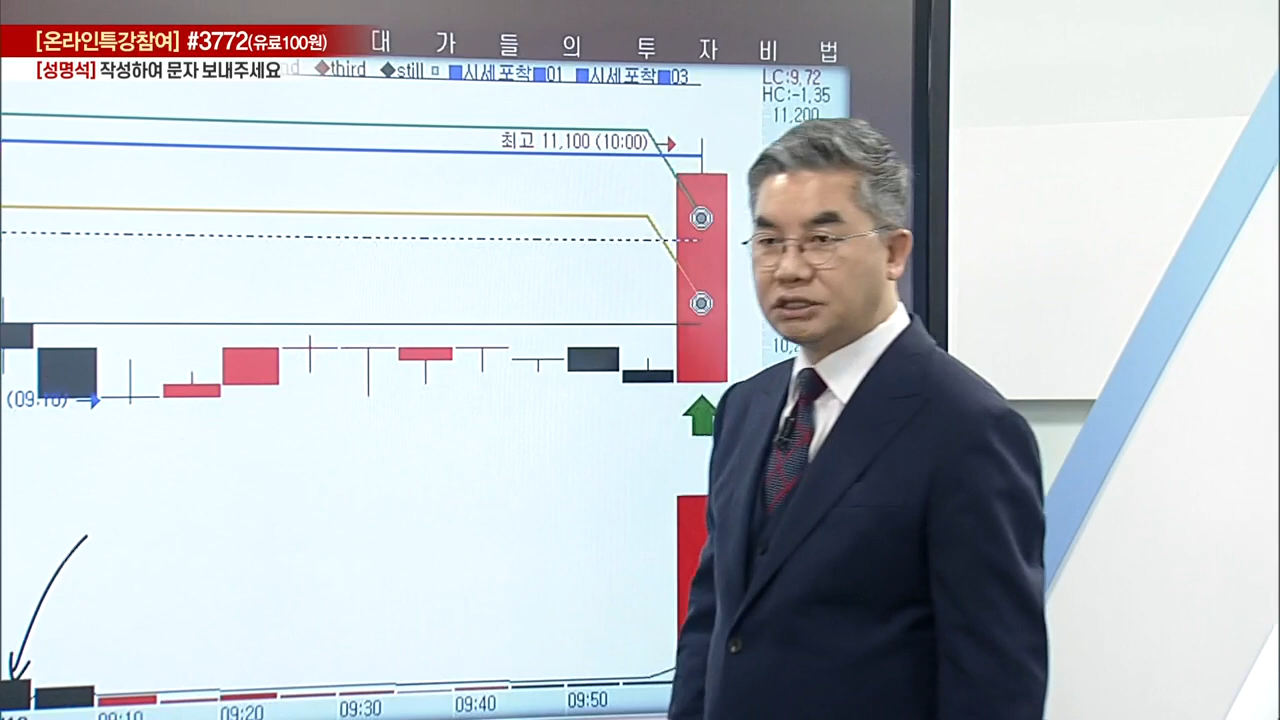 [온라인특강참여] #3772(유료100원)
[성명석] 작성하여 문자 보내주세요
대가들의 투자비법
third still 시세포착 01 시세포착 03
LC:9,72
HC:-1,35
11,200
최고 11,100 (10:00)
10,2
09:10 09:20 09:30 09:40 09:50